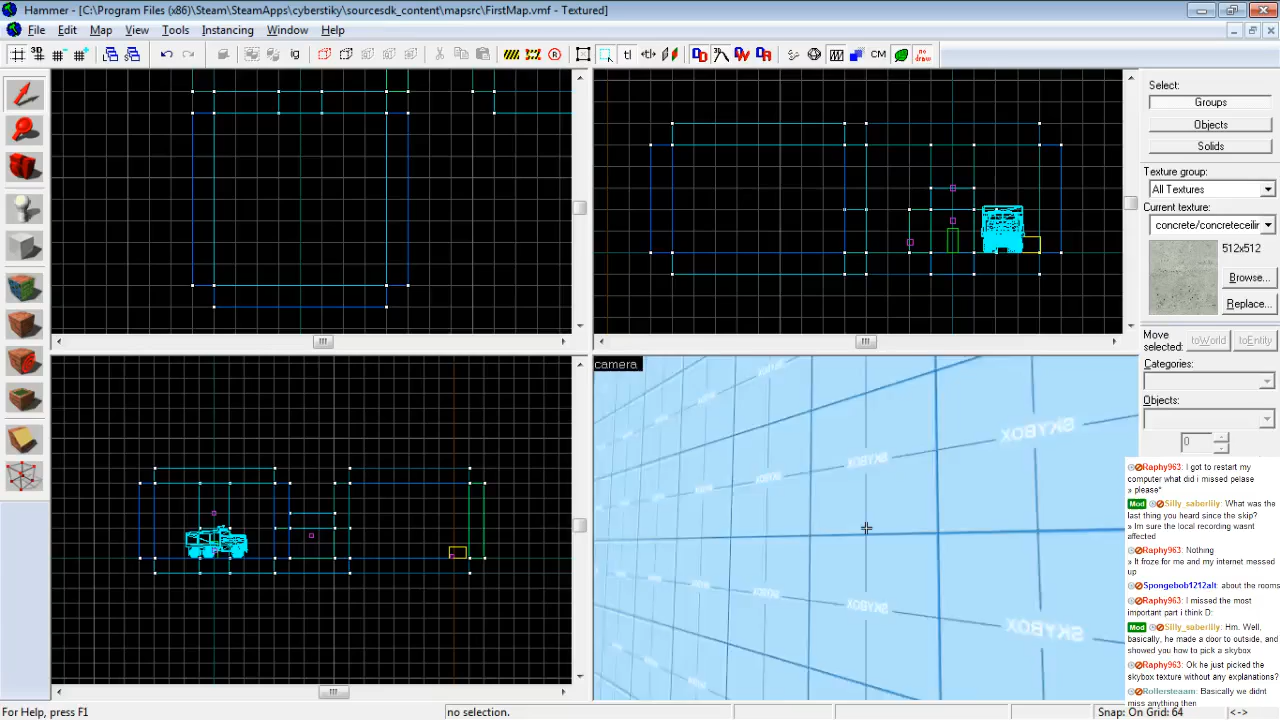 Hammer - [C:\Program Files (x86)\Steam\SteamApps\cyberstiky\sourcesdk_content\mapsrc\FirstMap.vmf - Textured]
File Edit Map View Tools Instancing Window Help
Select:
Groups
Objects
Solids
Texture group:
All Textures
Current texture:
concrete/concreteceilir
512x512
Browse...
Replace...
Move
selected:
toWorld
toEntity
Categories:
Objects:
0
camera
SKYBOX
SKYBOX
SKYBOX
SKYBOX
SKYBOX
SKYBOX
Raphy963: I got to restart my
computer what did i missed pelase
» please*
Mod Silly_saberlily: What was the
last thing you heard since the skip?
» Im sure the local recording wasnt
affected
Raphy963: Nothing
» It froze for me and my internet messed
up
Spongebob1212alt: about the rooms
Raphy963: I missed the most
important part i think D:
Mod Silly_saberlily: Hm. Well,
basically, he made a door to outside, and
showed you how to pick a skybox
Raphy963: Ok he just picked the
skybox texture without any explanations?
Rollersteaam: Basically we didnt
miss anything then
For Help, press F1
no selection.
Snap: On Grid: 64
<->